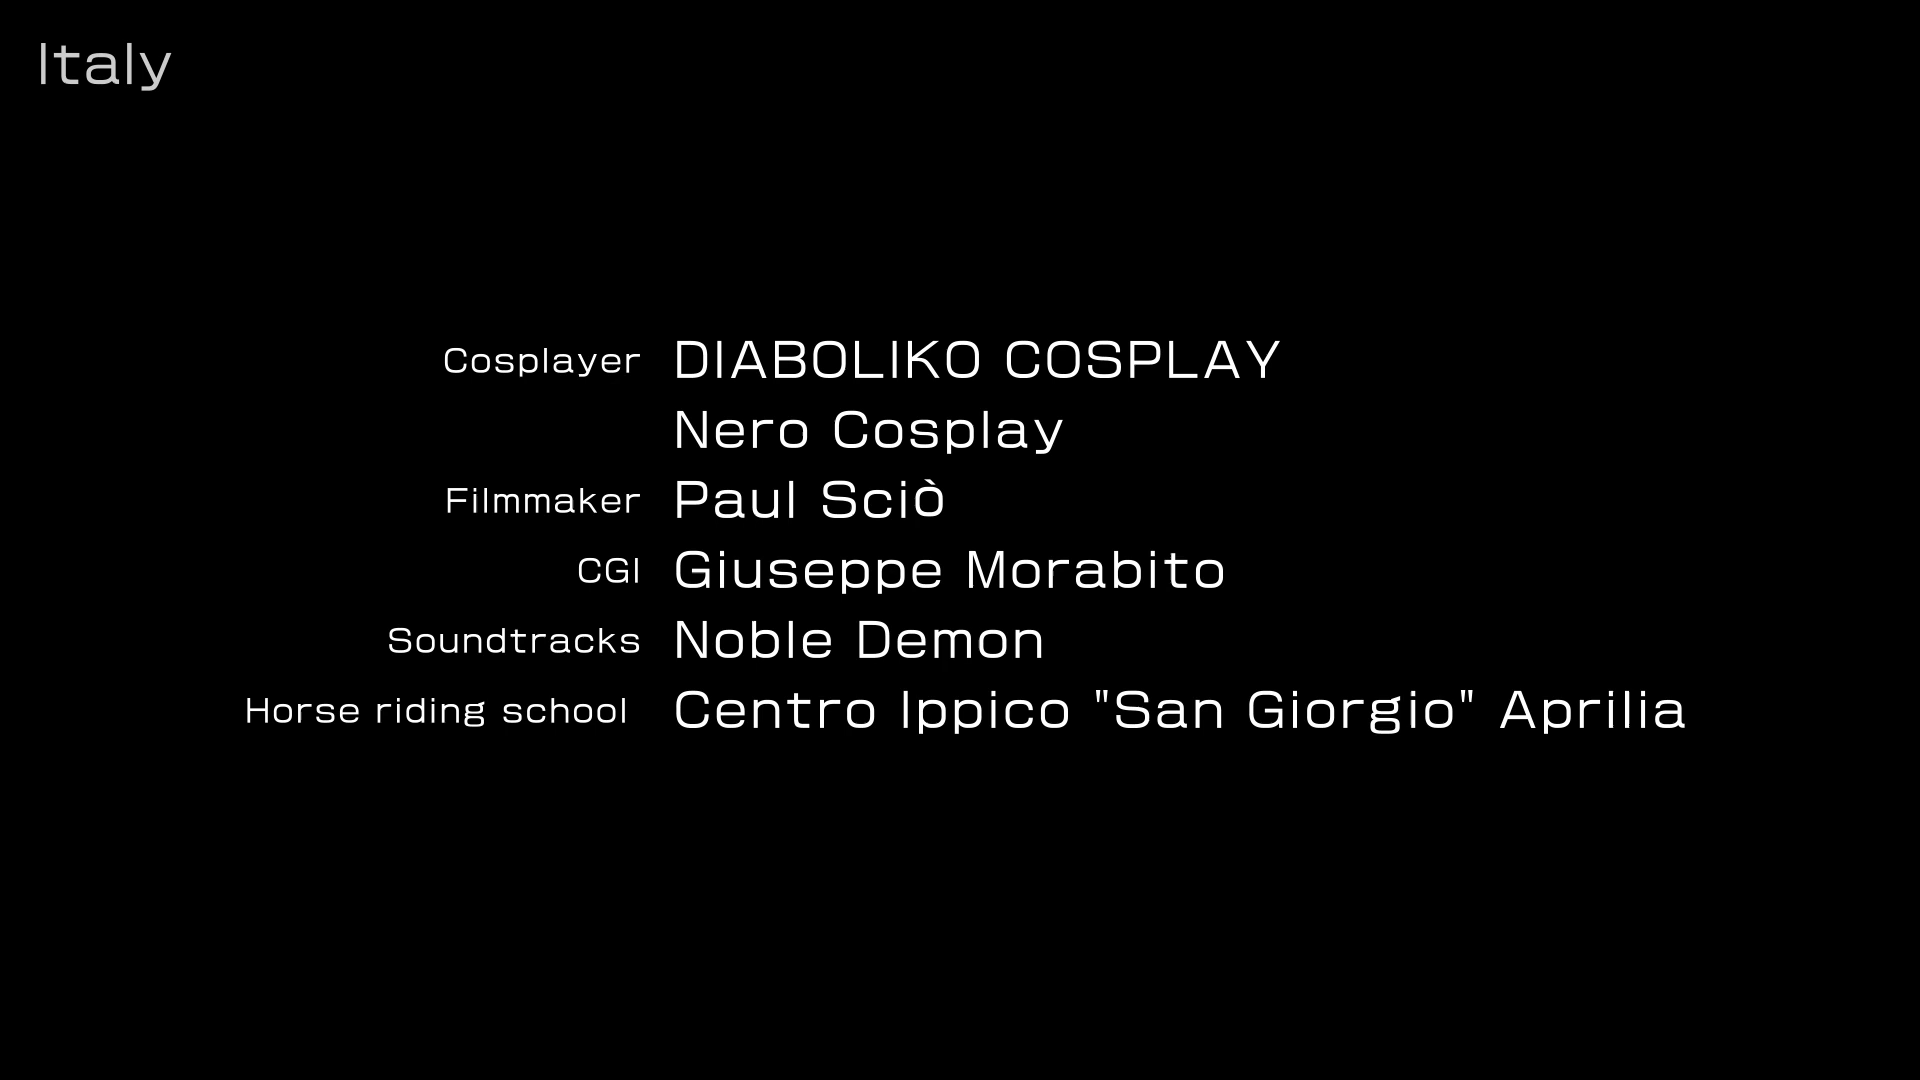 Italy
Cosplayer DIABOLIKO COSPLAY
Nero Cosplay
Filmmaker Paul Sciò
CGI Giuseppe Morabito
Soundtracks Noble Demon
Horse riding school Centro Ippico "San Giorgio" Aprilia